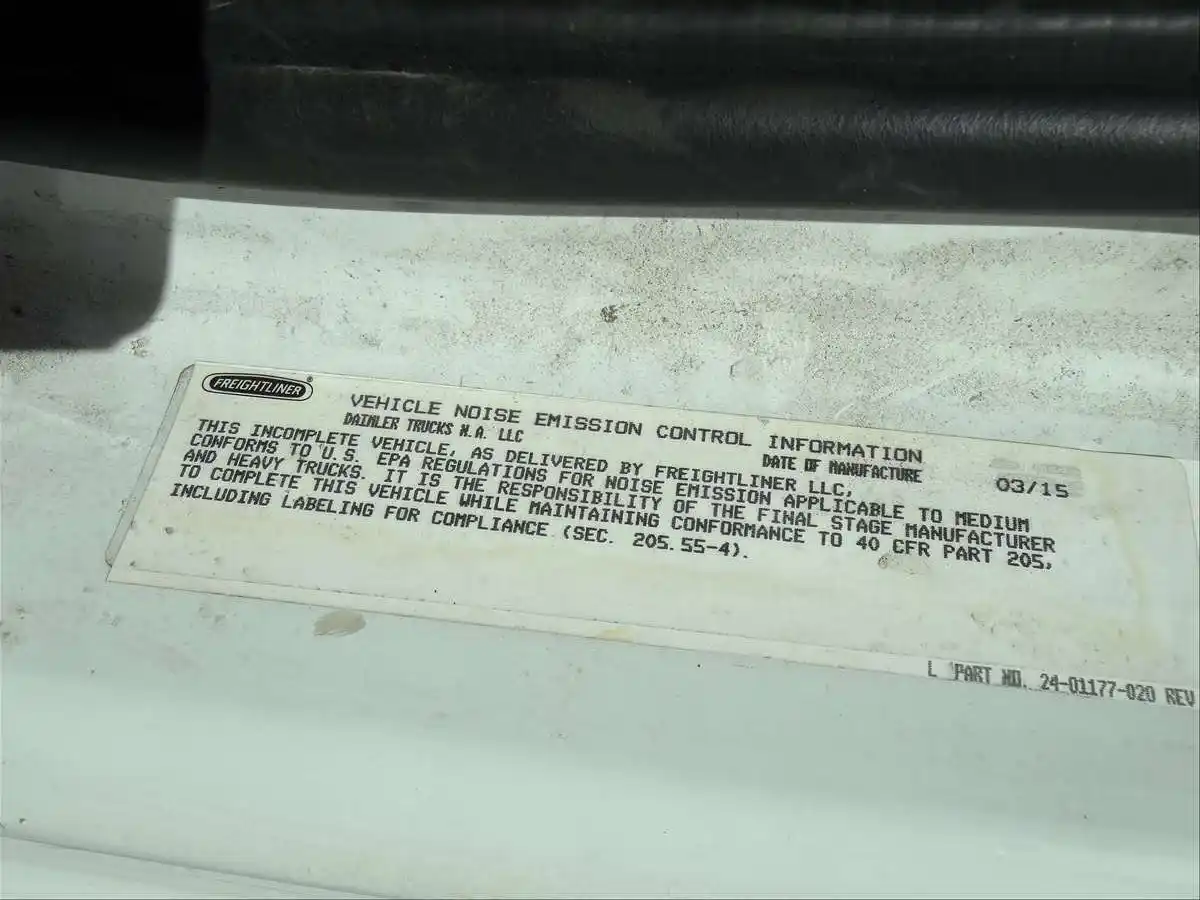 FREIGHTLINER®
VEHICLE NOISE EMISSION CONTROL INFORMATION
DAIMLER TRUCKS N.A. LLC
DATE OF MANUFACTURE 03/15
THIS INCOMPLETE VEHICLE, AS DELIVERED BY FREIGHTLINER LLC,
CONFORMS TO U.S. EPA REGULATIONS FOR NOISE EMISSION APPLICABLE TO MEDIUM
AND HEAVY TRUCKS. IT IS THE RESPONSIBILITY OF THE FINAL STAGE MANUFACTURER
TO COMPLETE THIS VEHICLE WHILE MAINTAINING CONFORMANCE TO 40 CFR PART 205,
INCLUDING LABELING FOR COMPLIANCE (SEC. 205.55-4).
L PART NO. 24-01177-020 REV